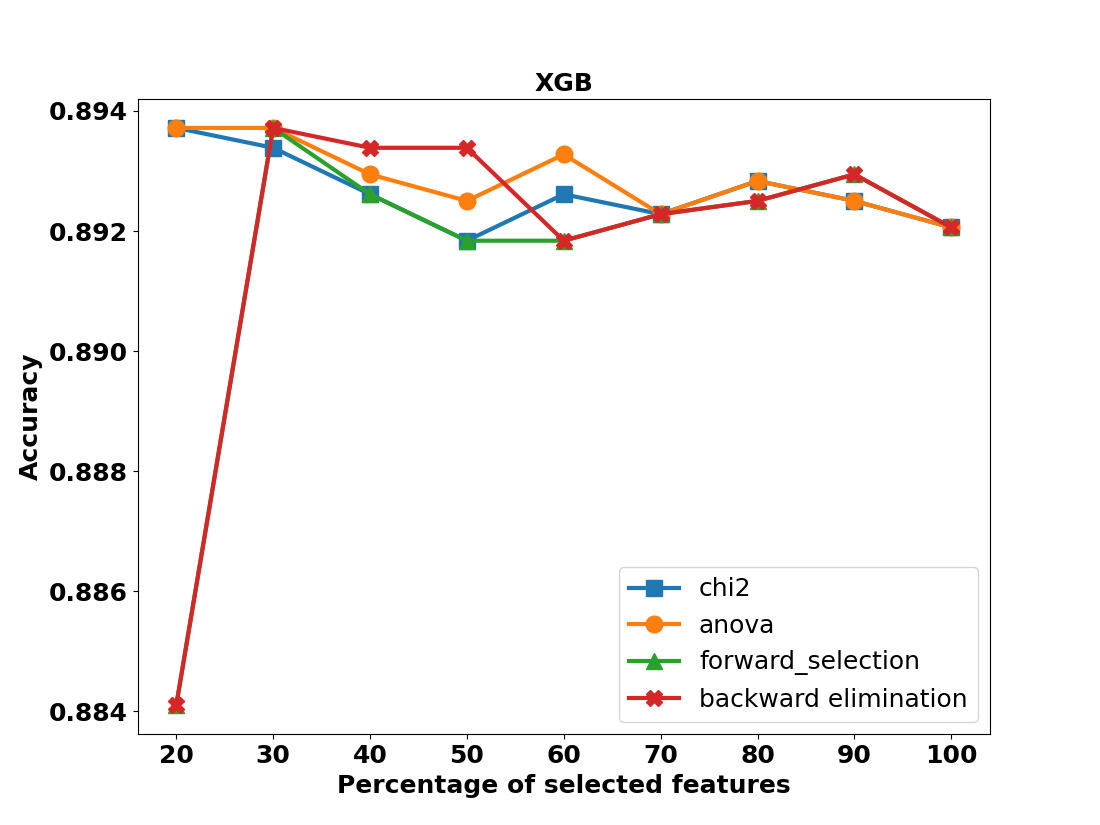 XGB
0.894
0.892
0.890
0.888
0.886
0.884
Accuracy
chi2
anova
forward_selection
backward elimination
20 30 40 50 60 70 80 90 100
Percentage of selected features